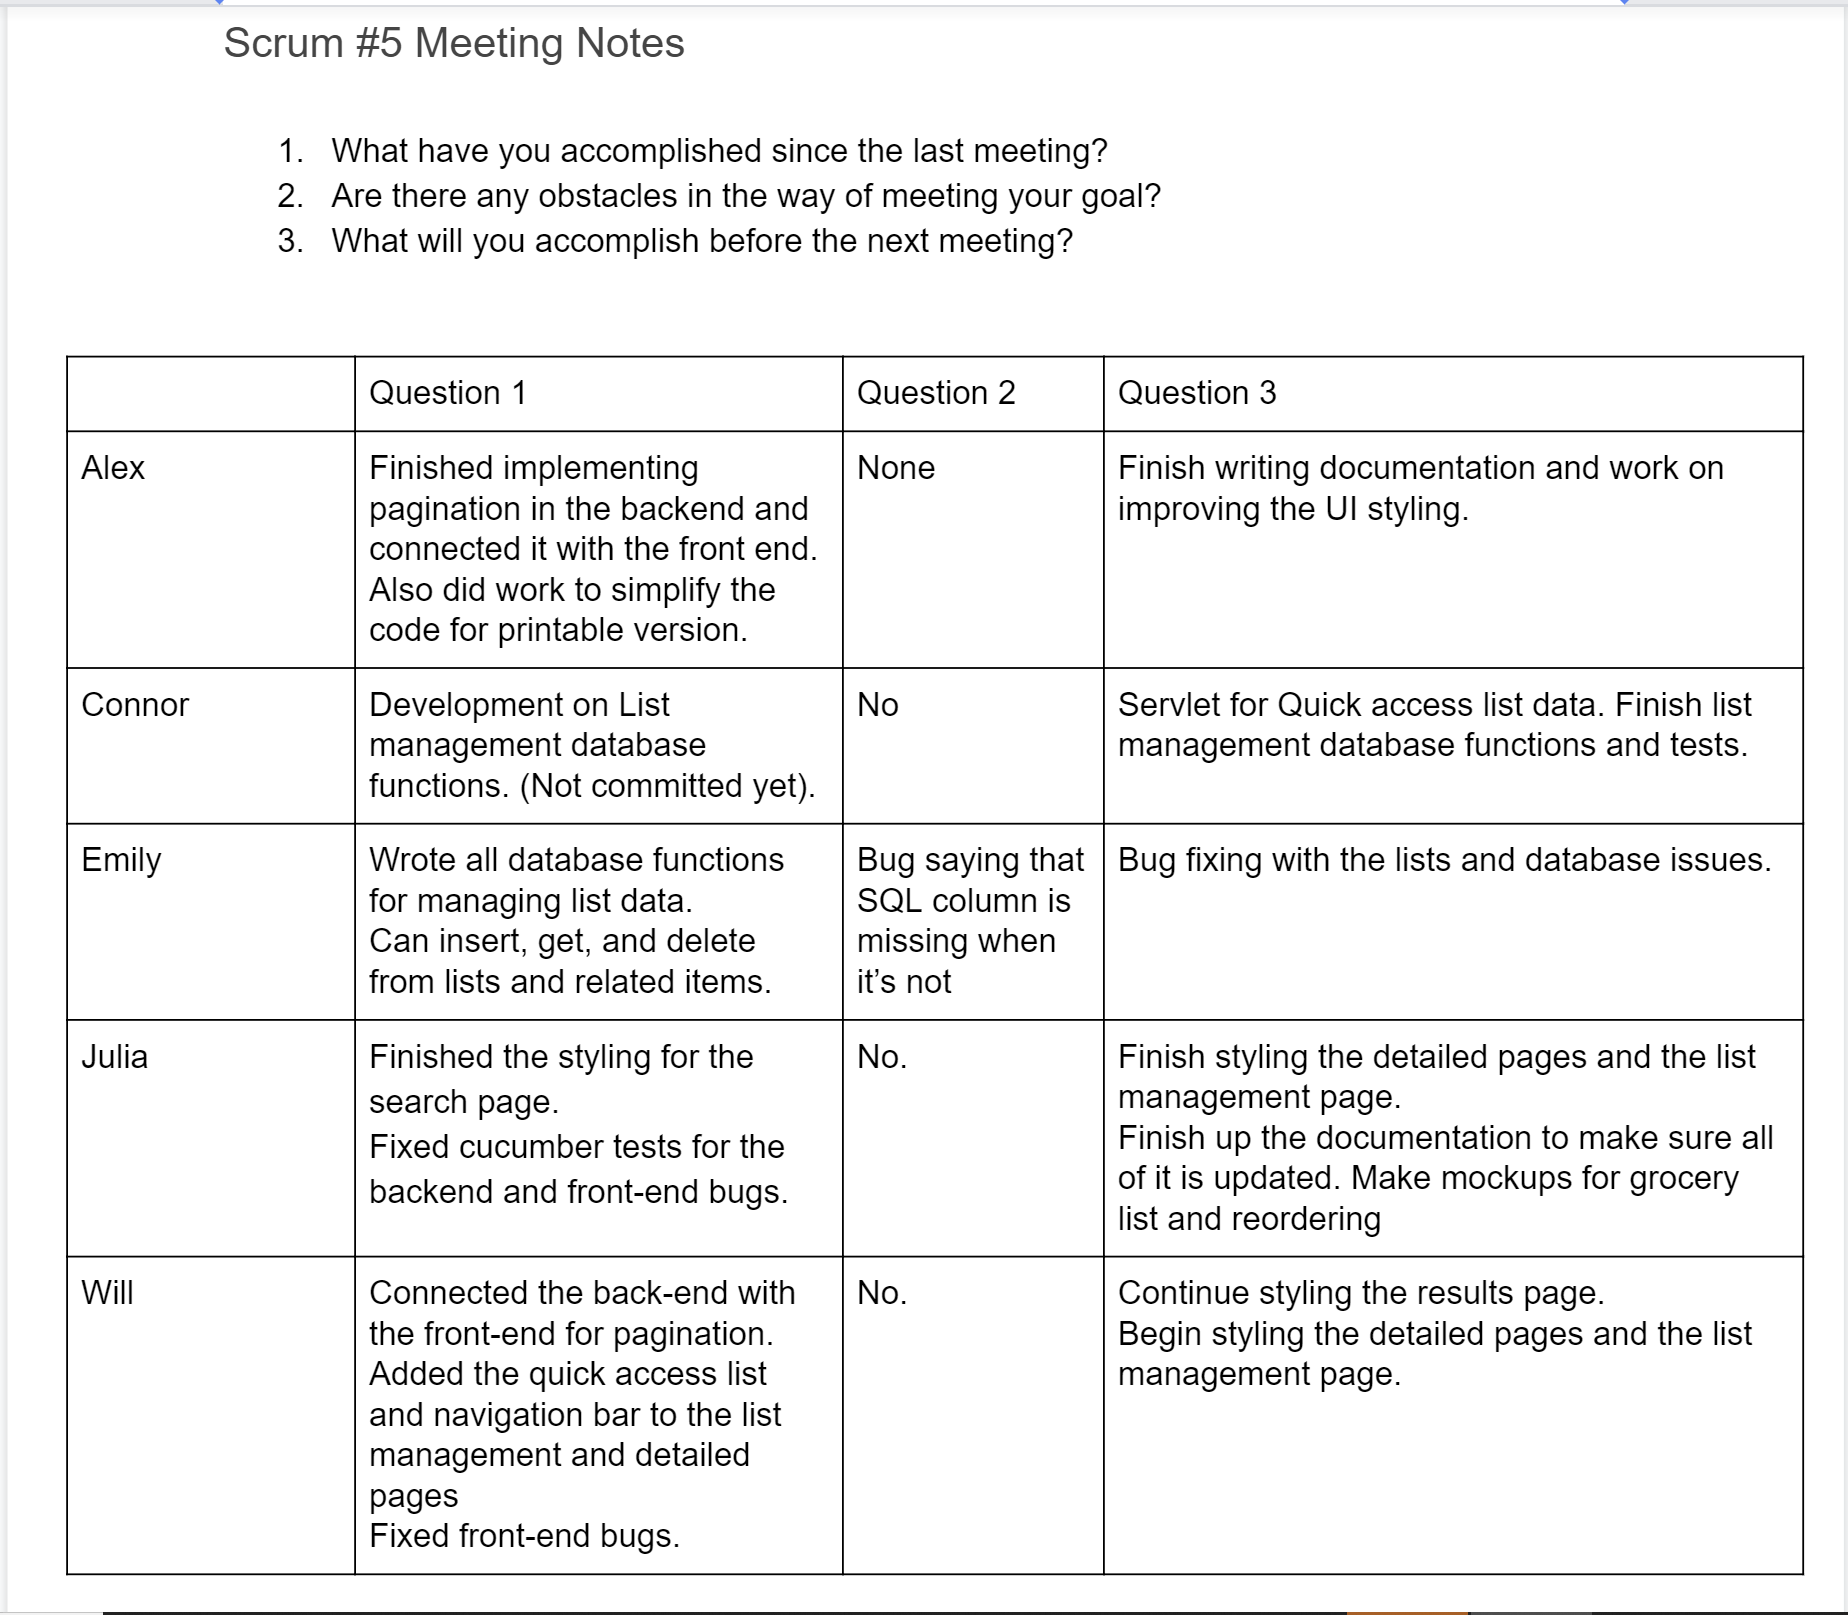 Scrum #5 Meeting Notes
1. What have you accomplished since the last meeting?
2. Are there any obstacles in the way of meeting your goal?
3. What will you accomplish before the next meeting?
Question 1
Question 2
Question 3
Alex
Finished implementing
pagination in the backend and
connected it with the front end.
Also did work to simplify the
code for printable version.
None
Finish writing documentation and work on
improving the UI styling.
Connor
Development on List
management database
functions. (Not committed yet).
No
Servlet for Quick access list data. Finish list
management database functions and tests.
Emily
Wrote all database functions
for managing list data.
Can insert, get, and delete
from lists and related items.
Bug saying that
SQL column is
missing when
it’s not
Bug fixing with the lists and database issues.
Julia
Finished the styling for the
search page.
Fixed cucumber tests for the
backend and front-end bugs.
No.
Finish styling the detailed pages and the list
management page.
Finish up the documentation to make sure all
of it is updated. Make mockups for grocery
list and reordering
Will
Connected the back-end with
the front-end for pagination.
Added the quick access list
and navigation bar to the list
management and detailed
pages
Fixed front-end bugs.
No.
Continue styling the results page.
Begin styling the detailed pages and the list
management page.